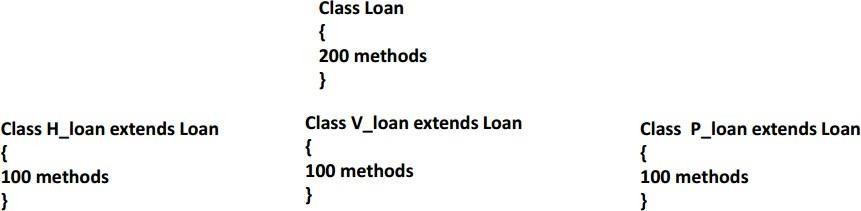 Class Loan
{
200 methods
}
Class H_loan extends Loan
{
100 methods
}
Class V_loan extends Loan
{
100 methods
}
Class  P_loan extends Loan
{
100 methods
}